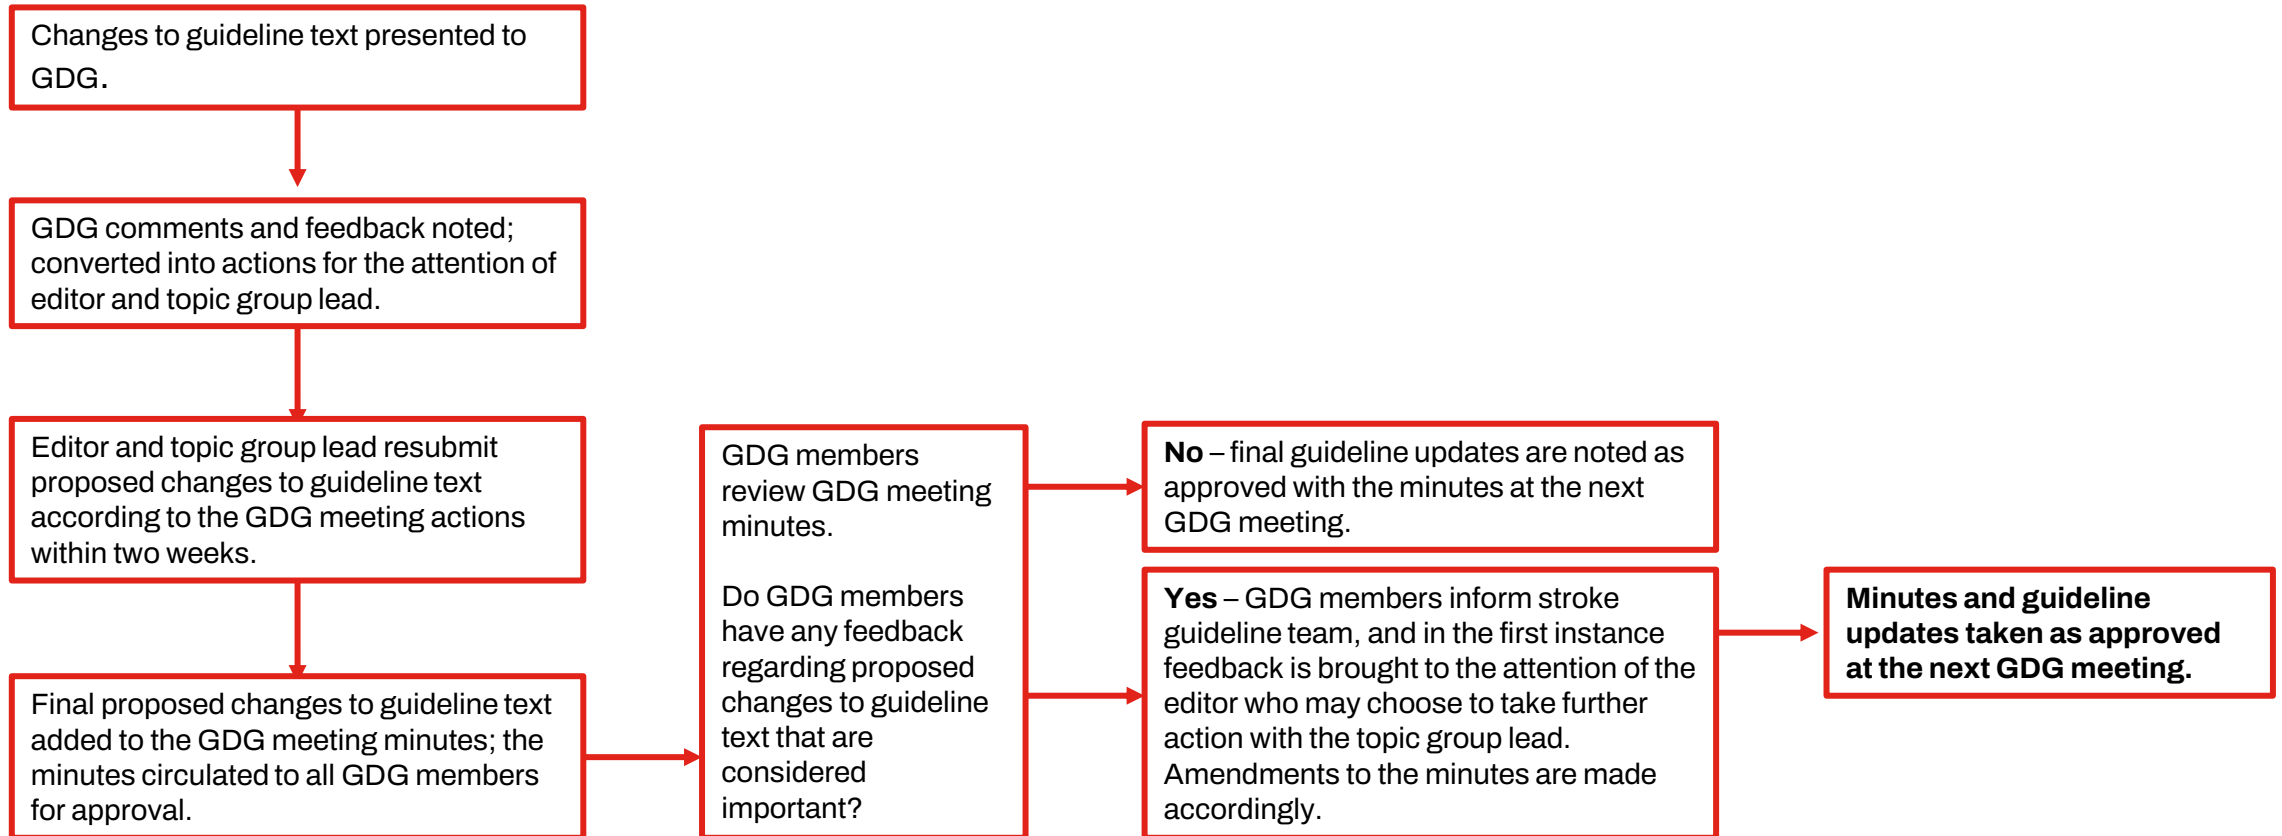 Changes to guideline text presented to
GDG.
GDG comments and feedback noted;
converted into actions for the attention of
editor and topic group lead.
Editor and topic group lead resubmit
proposed changes to guideline text
according to the GDG meeting actions
within two weeks.
Final proposed changes to guideline text
added to the GDG meeting minutes; the
minutes circulated to all GDG members
for approval.
GDG members
review GDG meeting
minutes.
Do GDG members
have any feedback
regarding proposed
changes to guideline
text that are
considered
important?
No – final guideline updates are noted as
approved with the minutes at the next
GDG meeting.
Yes – GDG members inform stroke
guideline team, and in the first instance
feedback is brought to the attention of the
editor who may choose to take further
action with the topic group lead.
Amendments to the minutes are made
accordingly.
Minutes and guideline
updates taken as approved
at the next GDG meeting.